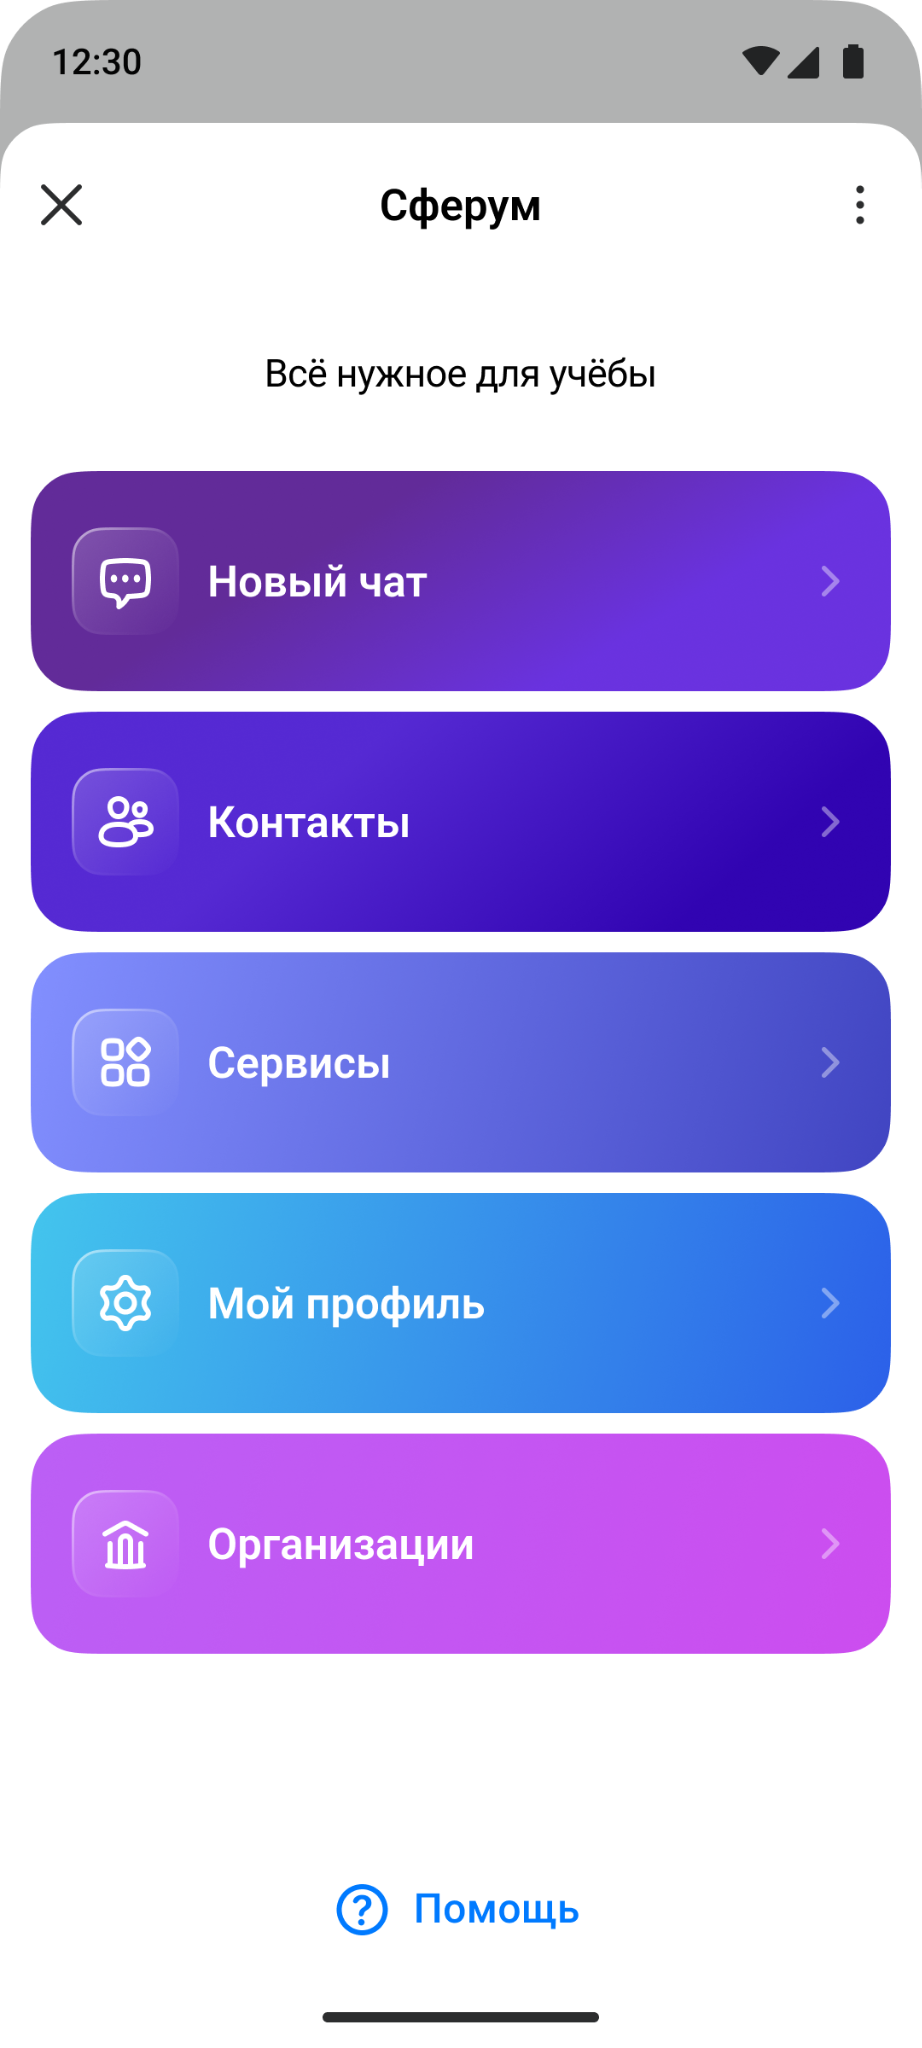 12:30
Сферум
Всё нужное для учёбы
Новый чат
Контакты
Сервисы
Мой профиль
Организации
Помощь